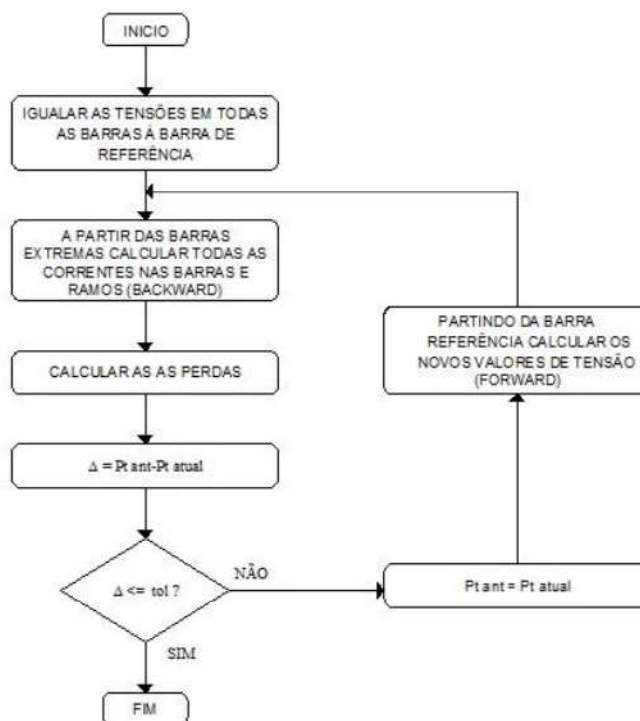 INICIO
IGUALAR AS TENSÕES EM TODAS
AS BARRAS À BARRA DE
REFERÊNCIA
A PARTIR DAS BARRAS
EXTREMAS CALCULAR TODAS AS
CORRENTES NAS BARRAS E
RAMOS (BACKWARD)
CALCULAR AS AS PERDAS
Δ = Pt ant-Pt atual
Δ <= tol ?
NÃO
SIM
FIM
Pt ant = Pt atual
PARTINDO DA BARRA
REFERÊNCIA CALCULAR OS
NOVOS VALORES DE TENSÃO
(FORWARD)